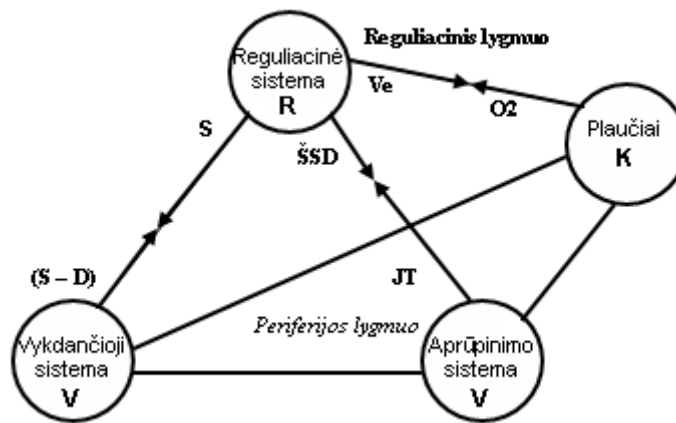 Reguliacinis lygmuo
Reguliacinė
sistema
R
Ve
O2
Plaučiai
K
S
ŠSD
(S – D)
JT
Periferijos lygmuo
Vykdančioji
sistema
V
Aprūpinimo
sistema
V